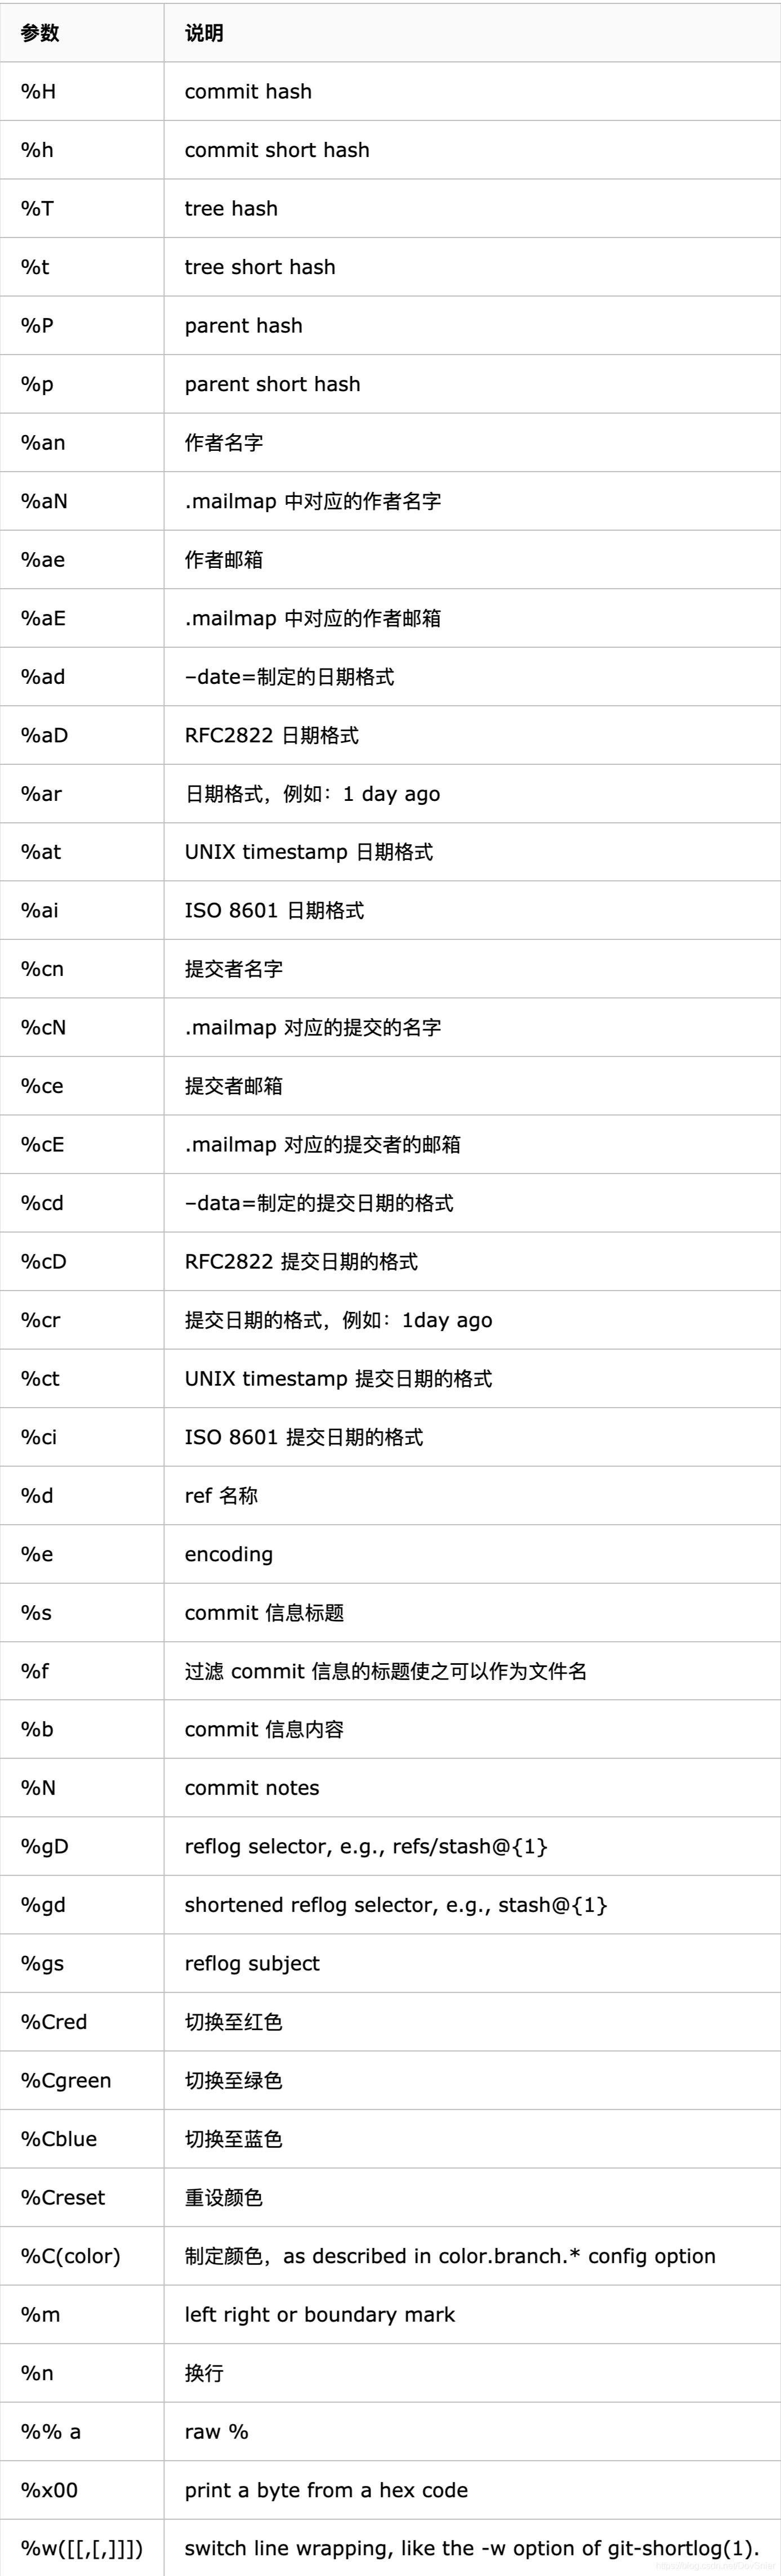 参数 说明
%H commit hash
%h commit short hash
%T tree hash
%t tree short hash
%P parent hash
%p parent short hash
%an 作者名字
%aN .mailmap 中对应的作者名字
%ae 作者邮箱
%aE .mailmap 中对应的作者邮箱
%ad –date=制定的日期格式
%aD RFC2822 日期格式
%ar 日期格式，例如：1 day ago
%at UNIX timestamp 日期格式
%ai ISO 8601 日期格式
%cn 提交者名字
%cN .mailmap 对应的提交的名字
%ce 提交者邮箱
%cE .mailmap 对应的提交者的邮箱
%cd –data=制定的提交日期的格式
%cD RFC2822 提交日期的格式
%cr 提交日期的格式，例如：1day ago
%ct UNIX timestamp 提交日期的格式
%ci ISO 8601 提交日期的格式
%d ref 名称
%e encoding
%s commit 信息标题
%f 过滤 commit 信息的标题使之可以作为文件名
%b commit 信息内容
%N commit notes
%gD reflog selector, e.g., refs/stash@{1}
%gd shortened reflog selector, e.g., stash@{1}
%gs reflog subject
%Cred 切换至红色
%Cgreen 切换至绿色
%Cblue 切换至蓝色
%Creset 重设颜色
%C(color) 制定颜色，as described in color.branch.* config option
%m left right or boundary mark
%n 换行
%% a raw %
%x00 print a byte from a hex code
%w([[,[,]]]) switch line wrapping, like the -w option of git-shortlog(1).